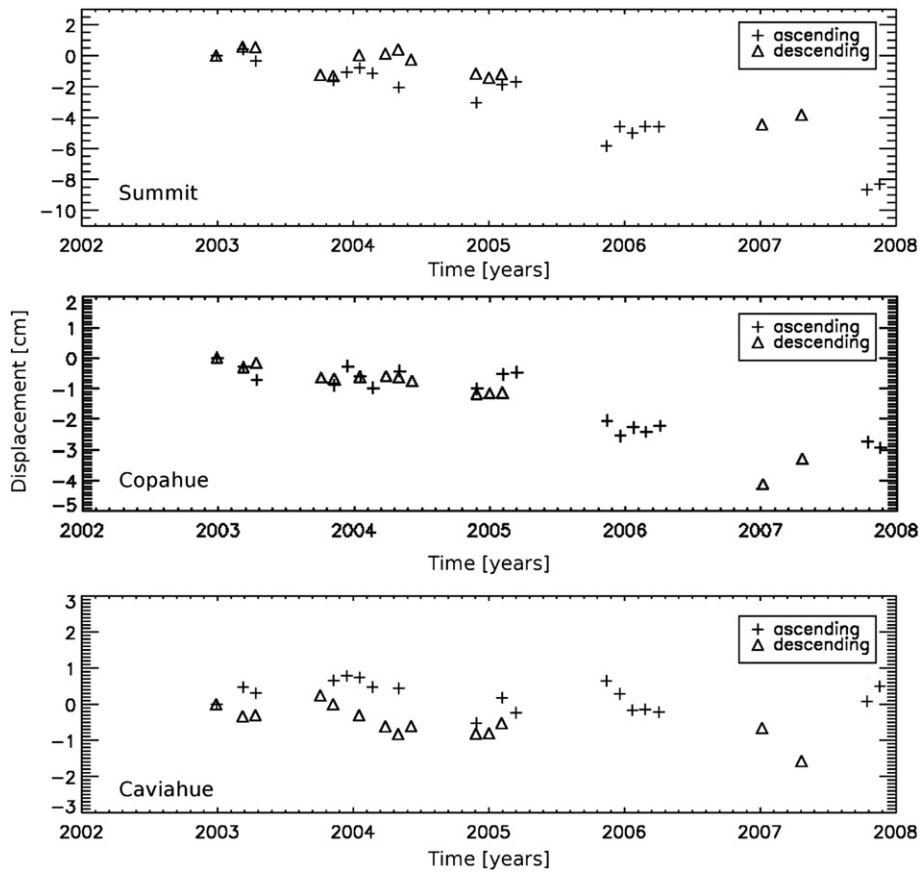 2
0
−2
−4
−6
−8
−10
+ ascending
△ descending
Summit
2002 2003 2004 2005 2006 2007 2008
Time [years]
Displacement [cm]
2
1
0
−1
−2
−3
−4
−5
+ ascending
△ descending
Copahue
2002 2003 2004 2005 2006 2007 2008
Time [years]
3
2
1
0
−1
−2
−3
+ ascending
△ descending
Caviahue
2002 2003 2004 2005 2006 2007 2008
Time [years]